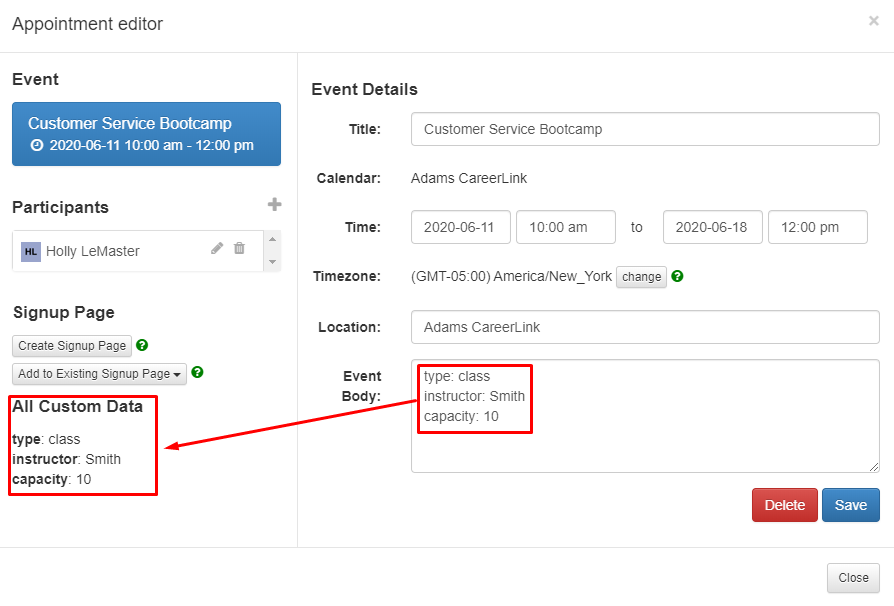 Appointment editor
×
Event
Customer Service Bootcamp
2020-06-11 10:00 am - 12:00 pm
Participants
HL Holly LeMaster
Signup Page
Create Signup Page ?
Add to Existing Signup Page ?
All Custom Data
type: class
instructor: Smith
capacity: 10
Event Details
Title: Customer Service Bootcamp
Calendar: Adams CareerLink
Time: 2020-06-11 10:00 am to 2020-06-18 12:00 pm
Timezone: (GMT-05:00) America/New_York change ?
Location: Adams CareerLink
Event
Body:
type: class
instructor: Smith
capacity: 10
Delete Save
Close